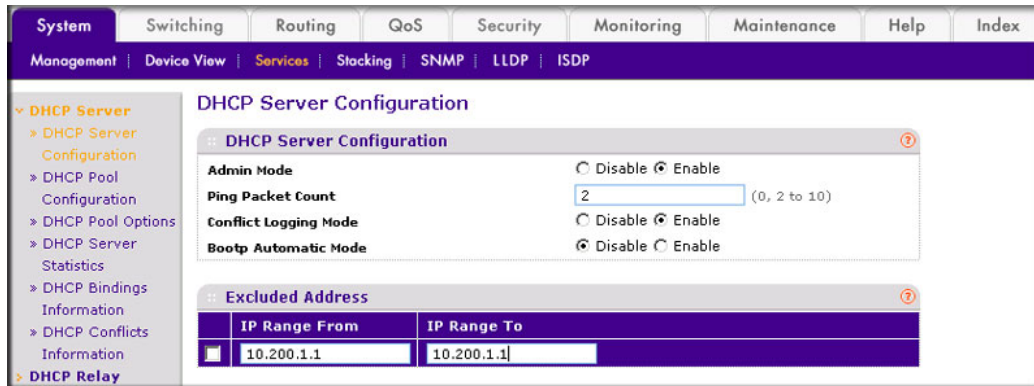 System Switching Routing QoS Security Monitoring Maintenance Help Index
Management | Device View | Services | Stacking | SNMP | LLDP | ISDP
DHCP Server
» DHCP Server
Configuration
» DHCP Pool
Configuration
» DHCP Pool Options
» DHCP Server
Statistics
» DHCP Bindings
Information
» DHCP Conflicts
Information
DHCP Relay
DHCP Server Configuration
DHCP Server Configuration ?
Admin Mode Disable Enable
Ping Packet Count 2 (0, 2 to 10)
Conflict Logging Mode Disable Enable
Bootp Automatic Mode Disable Enable
Excluded Address ?
IP Range From IP Range To
10.200.1.1 10.200.1.1